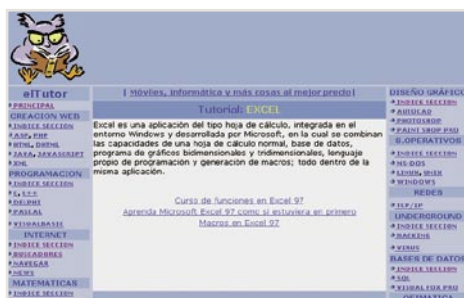 elTutor
PRINCIPAL
CREACION WEB
INDICE SECCION
ASP, PHP
HTML, DHTML
JAVA, JAVASCRIPT
XML
PROGRAMACION
INDICE SECCION
C, C++
DELPHI
PASCAL
VISUALBASIC
INTERNET
INDICE SECCION
BUSCADORES
NAVEGAR
NEWS
MATEMATICAS
INDICE SECCION
[ Móviles, informática y más cosas al mejor precio]
Tutorial: EXCEL
Excel es una aplicación del tipo hoja de cálculo, integrada en el
entorno Windows y desarrollada por Microsoft, en la cual se combinan
las capacidades de una hoja de cálculo normal, base de datos,
programa de gráficos bidimensionales y tridimensionales, lenguaje
propio de programación y generación de macros; todo dentro de la
misma aplicación.
Curso de funciones en Excel 97
Aprenda Microsoft Excel 97 como si estuviera en primero
Macros en Excel 97
DISEÑO GRÁFICO
INDICE SECCION
AUTOCAD
PHOTOSHOP
PAINT SHOP PRO
S.OPERATIVOS
INDICE SECCION
MS-DOS
LINUX, UNIX
WINDOWS
REDES
TCP/IP
UNDERGROUND
INDICE SECCION
HACKING
VIRUS
BASES DE DATOS
INDICE SECCION
SQL
VISUAL FOX PRO
OFIMATICA